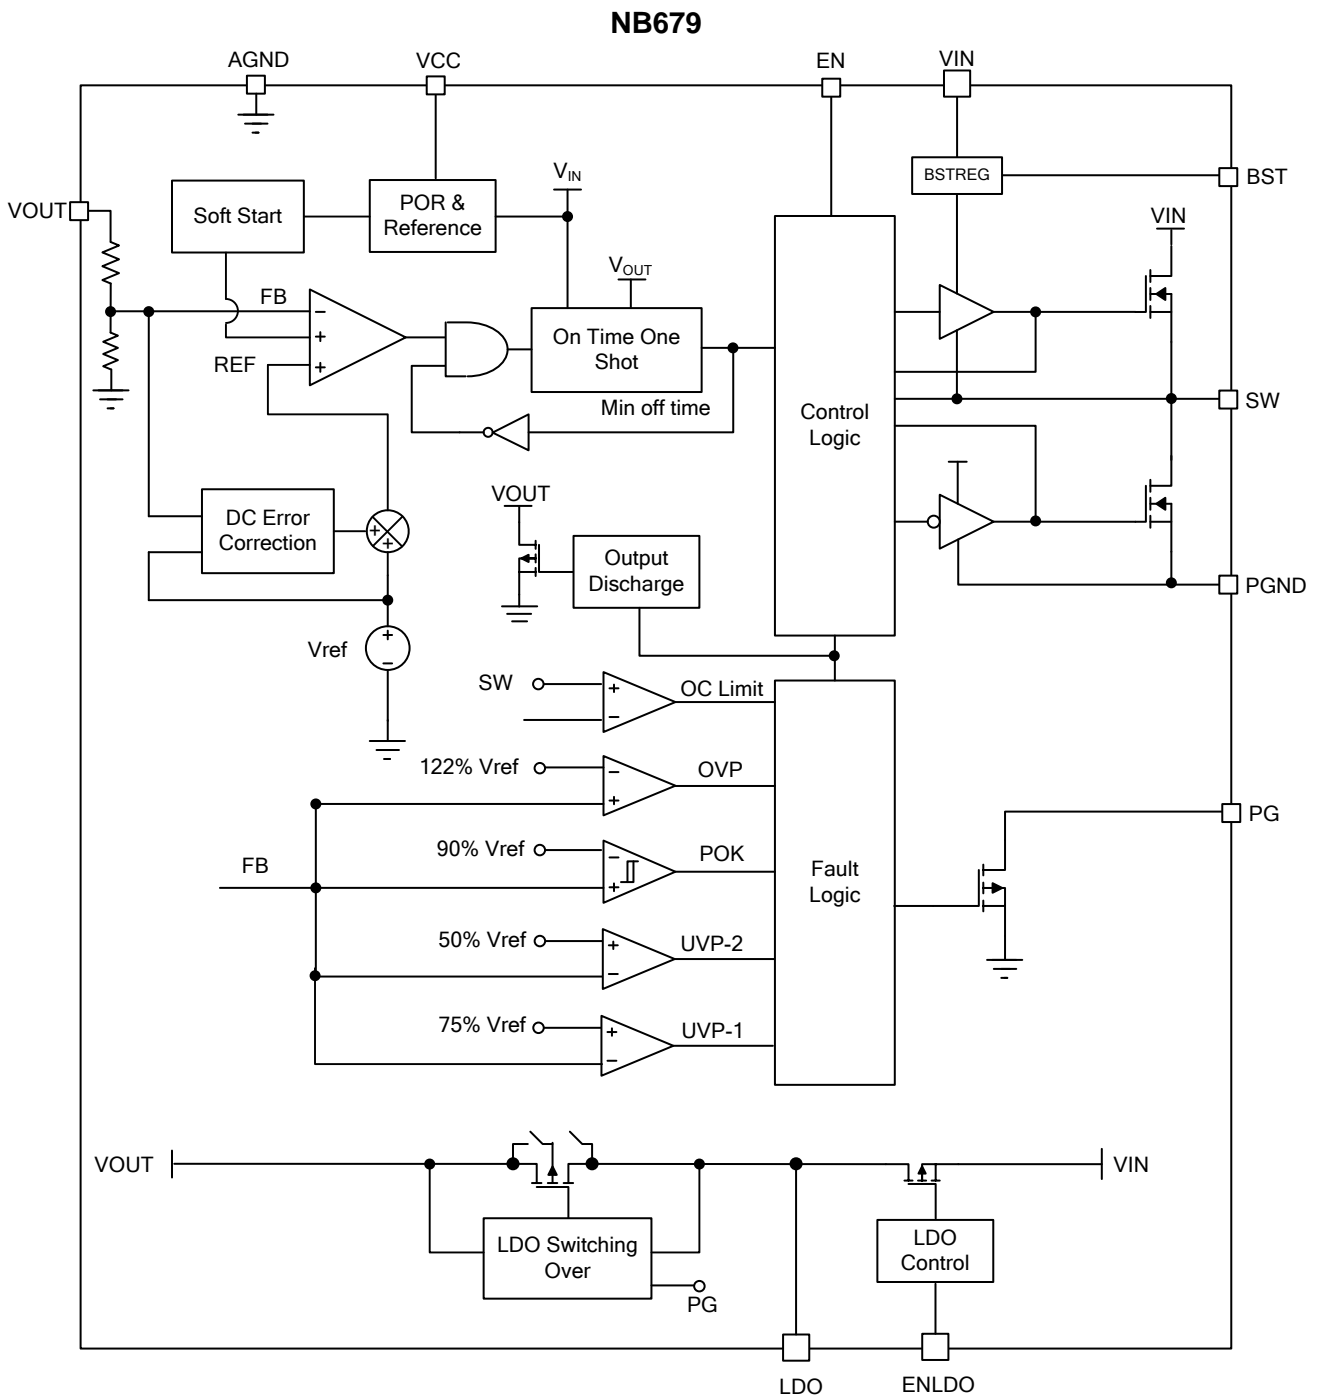 NB679
AGND
VCC
EN
VIN
BST
VOUT
Soft Start
POR &
Reference
V_IN
BSTREG
VIN
V_OUT
FB
−
+
+
REF
On Time One
Shot
Min off time
Control
Logic
SW
DC Error
Correction
+
+
VOUT
Output
Discharge
PGND
Vref
+
−
SW
+
−
OC Limit
122% Vref
−
+
OVP
PG
90% Vref
−
+
POK
FB
Fault
Logic
50% Vref
+
−
UVP-2
75% Vref
+
−
UVP-1
VOUT
VIN
LDO Switching
Over
PG
LDO
Control
LDO
ENLDO